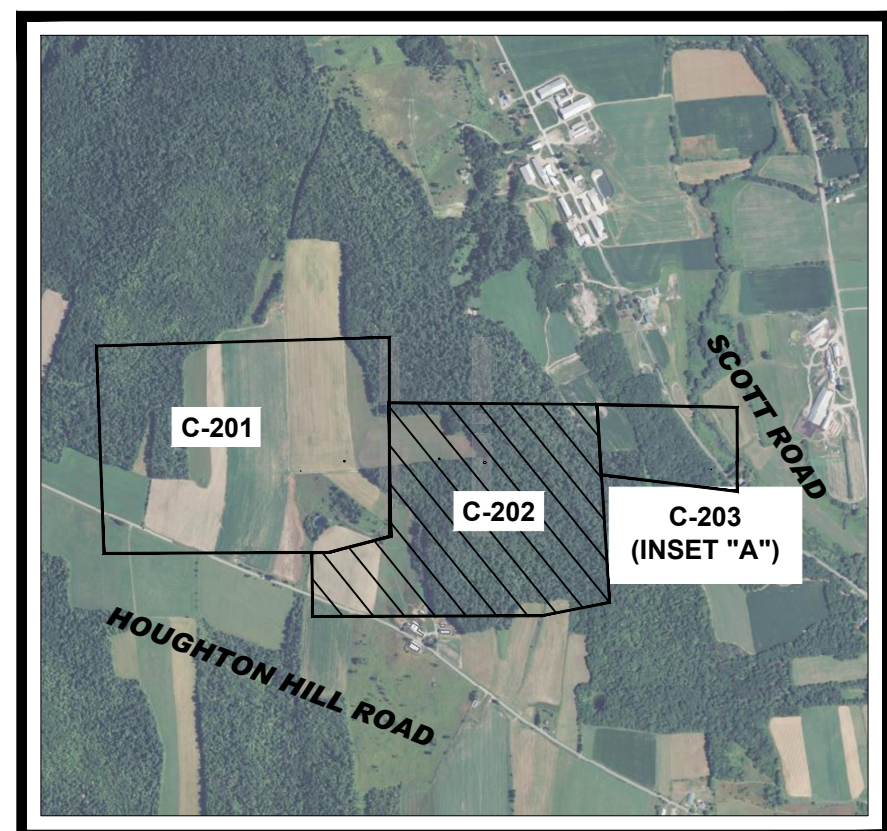 SCOTT ROAD
C-201
C-202
C-203
(INSET "A")
HOUGHTON HILL ROAD